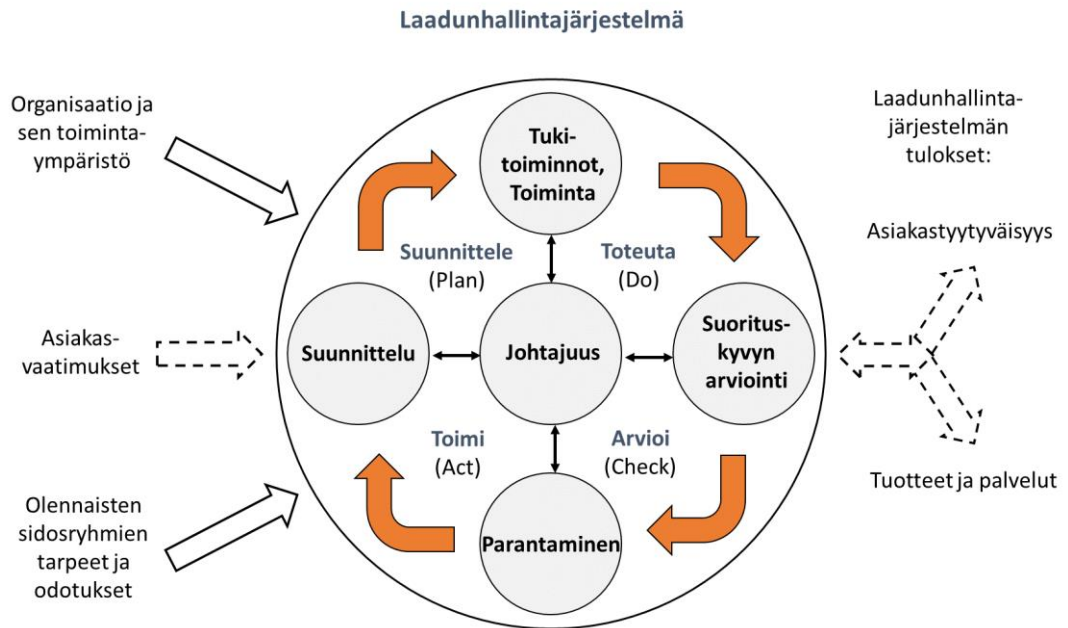 Laadunhallintajärjestelmä
Organisaatio ja
sen toiminta-
ympäristö
Asiakas-
vaatimukset
Olennaisten
sidosryhmien
tarpeet ja
odotukset
Tuki-
toiminnot,
Toiminta
Suunnittele
(Plan)
Toteuta
(Do)
Suunnittelu
Johtajuus
Suoritus-
kyvyn
arviointi
Toimi
(Act)
Arvioi
(Check)
Parantaminen
Laadunhallinta-
järjestelmän
tulokset:
Asiakastyytyväisyys
Tuotteet ja palvelut